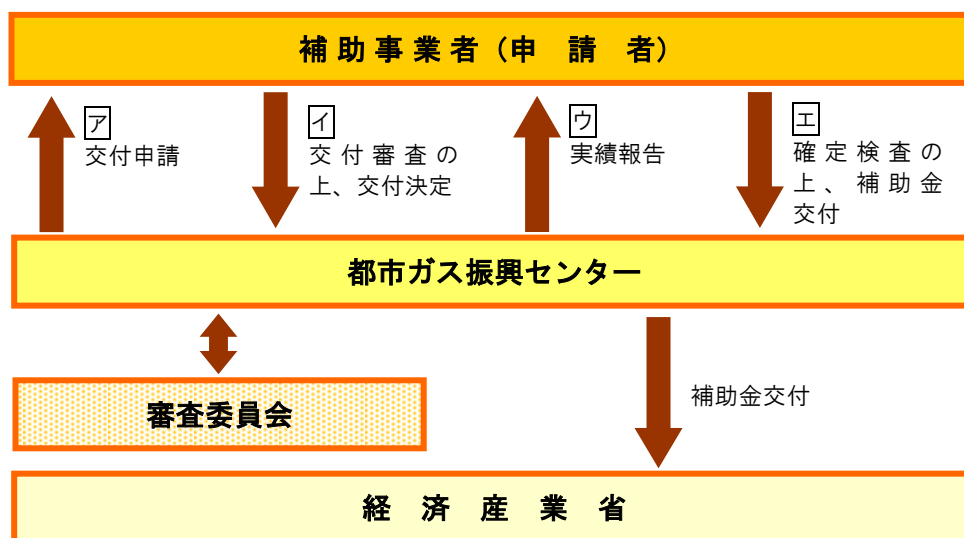 補助事業者（申　請　者）
ア
交付申請
イ
交付審査の
上、交付決定
ウ
実績報告
エ
確定検査の
上、補助金
交付
都市ガス振興センター
審査委員会
補助金交付
経　済　産　業　省